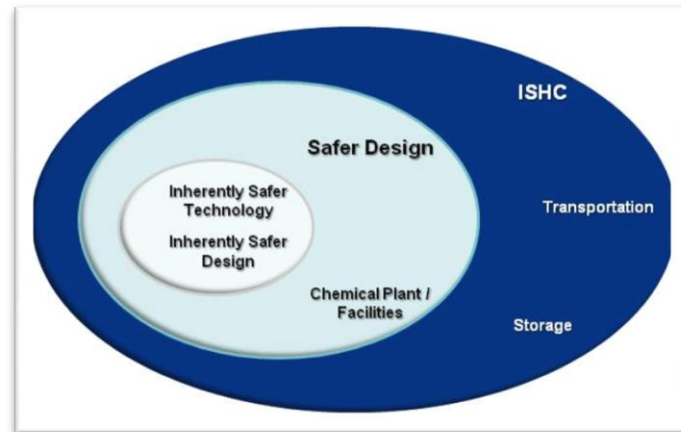 ISHC
Safer Design
Inherently Safer
Technology
Transportation
Inherently Safer
Design
Chemical Plant /
Facilities
Storage